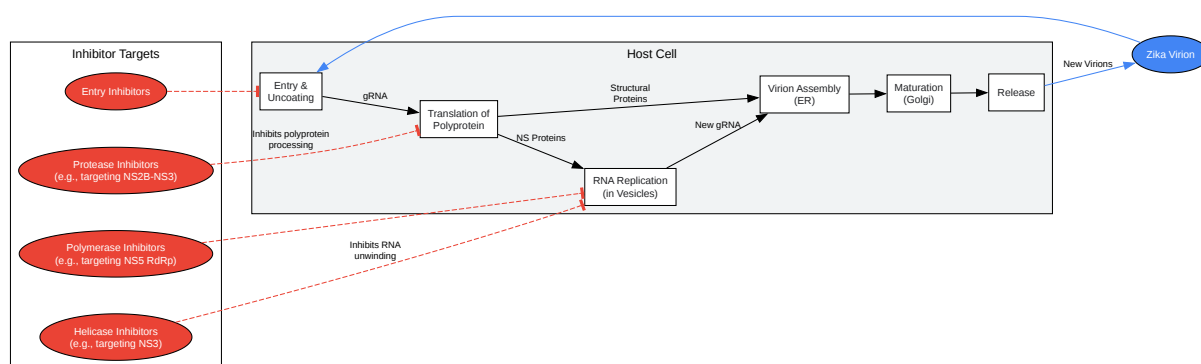 Inhibitor Targets
Entry Inhibitors
Protease Inhibitors
(e.g., targeting NS2B-NS3)
Polymerase Inhibitors
(e.g., targeting NS5 RdRp)
Helicase Inhibitors
(e.g., targeting NS3)
Inhibits polyprotein
processing
Inhibits RNA
unwinding
Host Cell
Entry &
Uncoating
gRNA
Translation of
Polyprotein
Structural
Proteins
NS Proteins
RNA Replication
(in Vesicles)
New gRNA
Virion Assembly
(ER)
Maturation
(Golgi)
Release
New Virions
Zika Virion